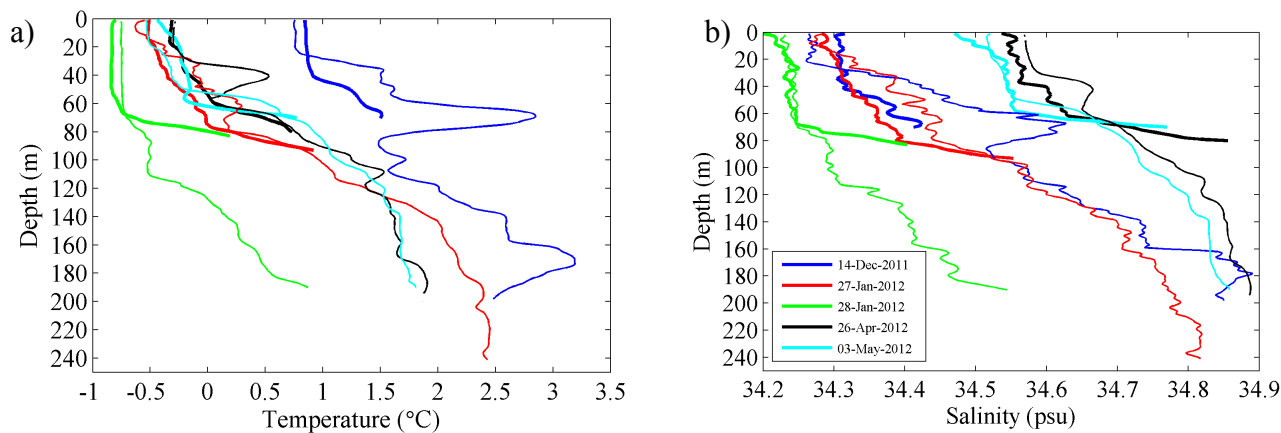 a)
0
20
40
60
80
100
120
140
160
180
200
220
240
Depth (m)
-1 -0.5 0 0.5 1 1.5 2 2.5 3 3.5
Temperature (°C)
b)
0
20
40
60
80
100
120
140
160
180
200
220
240
Depth (m)
14-Dec-2011
27-Jan-2012
28-Jan-2012
26-Apr-2012
03-May-2012
34.2 34.3 34.4 34.5 34.6 34.7 34.8 34.9
Salinity (psu)